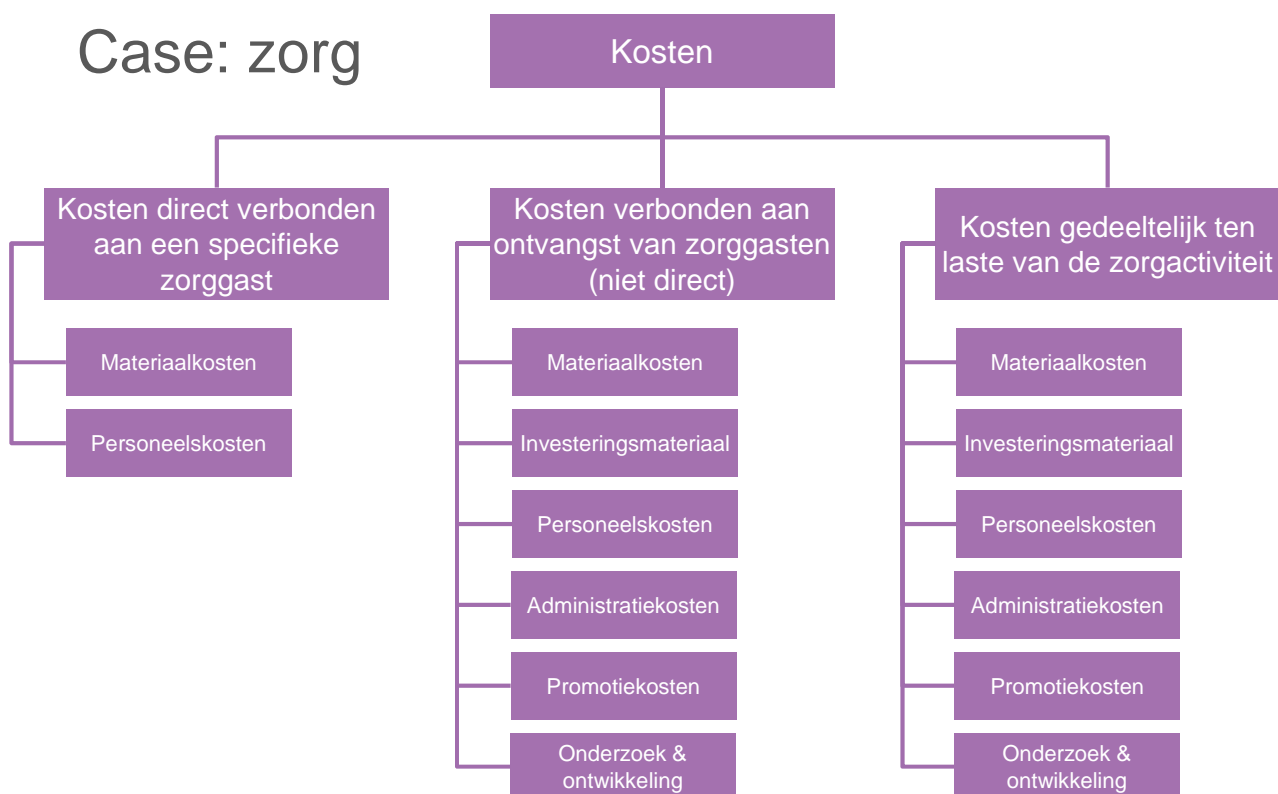 Case: zorg
Kosten
Kosten direct verbonden
aan een specifieke
zorggast
Materiaalkosten
Personeelskosten
Kosten verbonden aan
ontvangst van zorggasten
(niet direct)
Materiaalkosten
Investeringsmateriaal
Personeelskosten
Administratiekosten
Promotiekosten
Onderzoek &
ontwikkeling
Kosten gedeeltelijk ten
laste van de zorgactiviteit
Materiaalkosten
Investeringsmateriaal
Personeelskosten
Administratiekosten
Promotiekosten
Onderzoek &
ontwikkeling